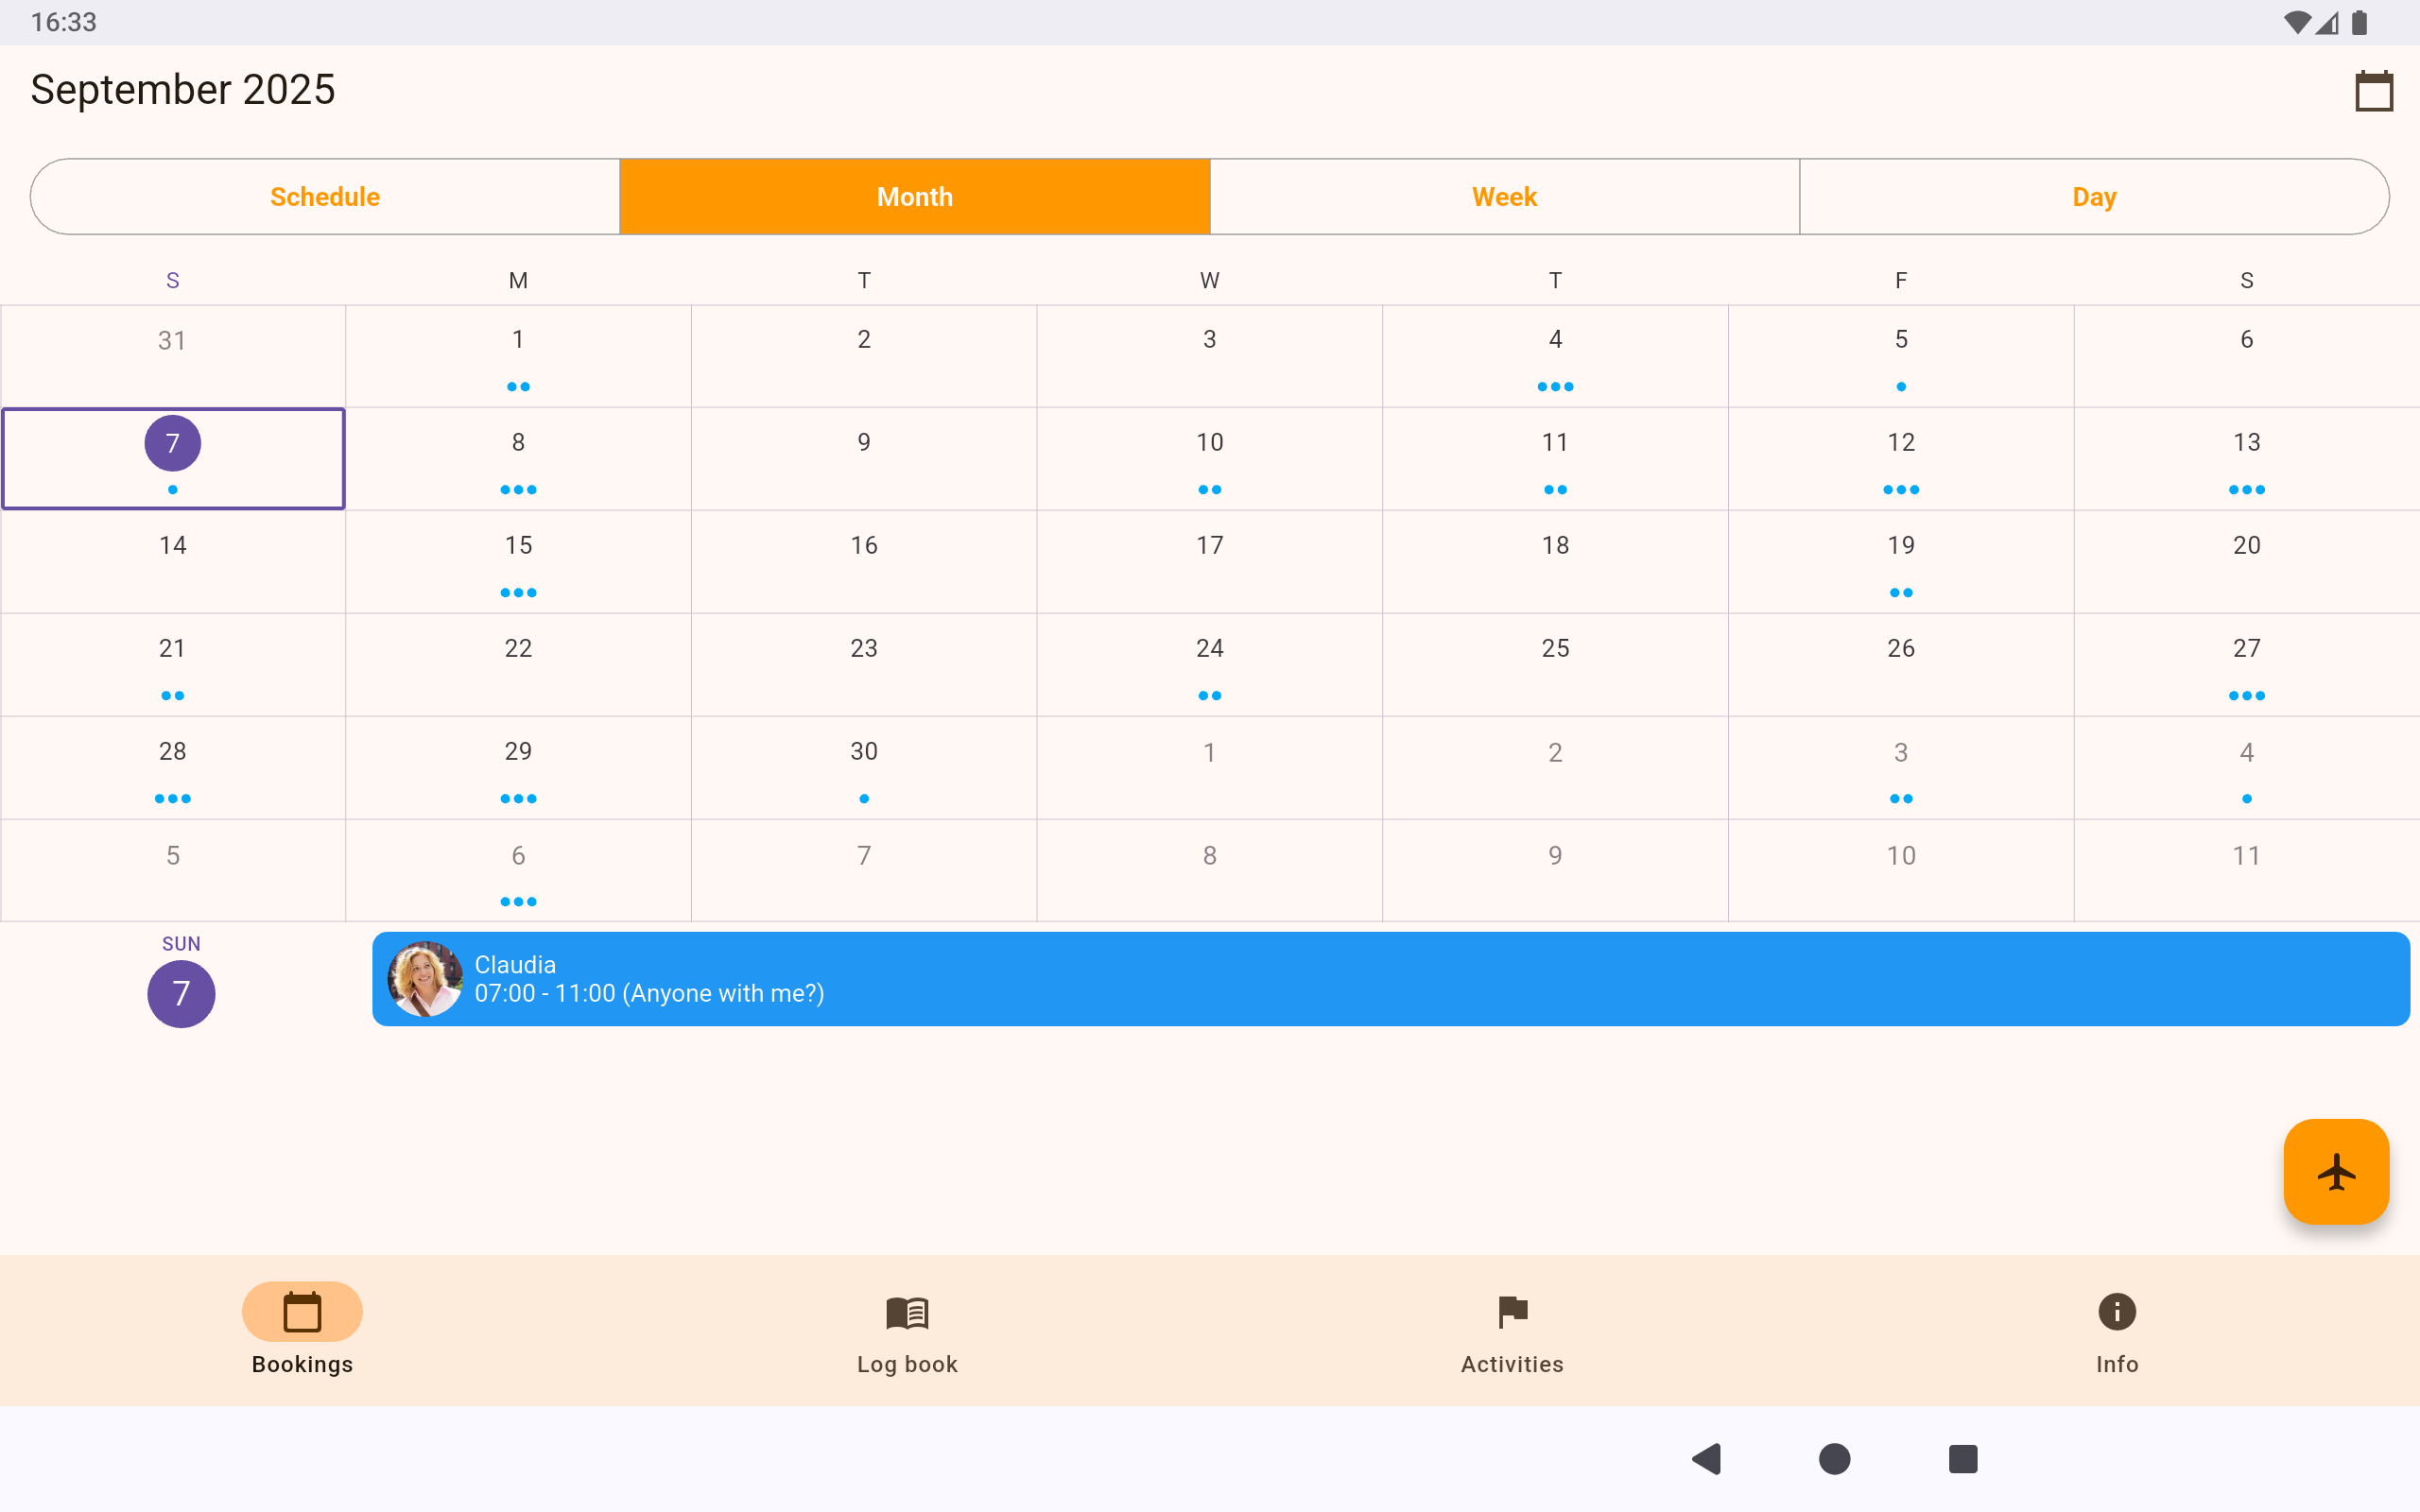 16:33
September 2025
Schedule Month Week Day
S M T W T F S
31 1 2 3 4 5 6
7 8 9 10 11 12 13
14 15 16 17 18 19 20
21 22 23 24 25 26 27
28 29 30 1 2 3 4
5 6 7 8 9 10 11
SUN
7
Claudia
07:00 - 11:00 (Anyone with me?)
Bookings Log book Activities Info